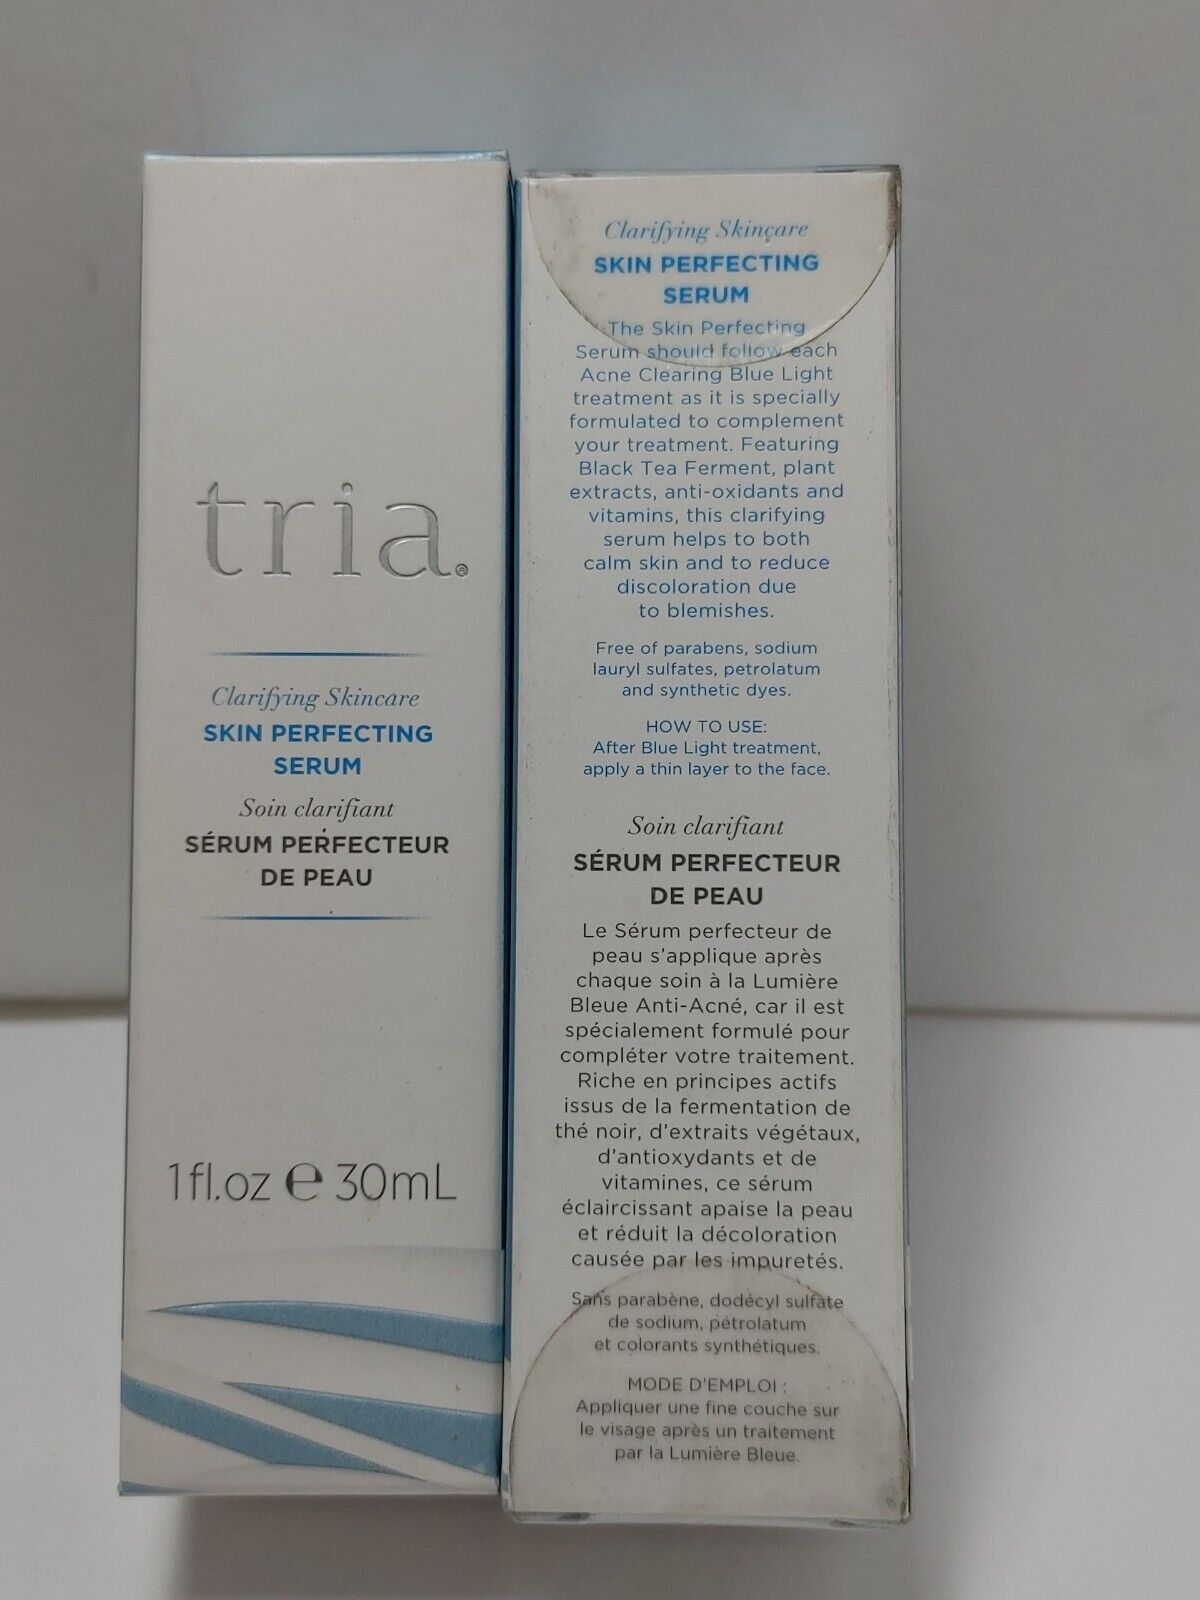 tria®
Clarifying Skincare
SKIN PERFECTING
SERUM
Soin clarifiant
SÉRUM PERFECTEUR
DE PEAU
1 fl.oz ℮ 30mL
Clarifying Skincare
SKIN PERFECTING
SERUM
The Skin Perfecting
Serum should follow each
Acne Clearing Blue Light
treatment as it is specially
formulated to complement
your treatment. Featuring
Black Tea Ferment, plant
extracts, anti-oxidants and
vitamins, this clarifying
serum helps to both
calm skin and to reduce
discoloration due
to blemishes.
Free of parabens, sodium
lauryl sulfates, petrolatum
and synthetic dyes.
HOW TO USE:
After Blue Light treatment,
apply a thin layer to the face.
Soin clarifiant
SÉRUM PERFECTEUR
DE PEAU
Le Sérum perfecteur de
peau s'applique après
chaque soin à la Lumière
Bleue Anti-Acné, car il est
spécialement formulé pour
compléter votre traitement.
Riche en principes actifs
issus de la fermentation de
thé noir, d'extraits végétaux,
d'antioxydants et de
vitamines, ce sérum
éclaircissant apaise la peau
et réduit la décoloration
causée par les impuretés.
Sans parabène, dodécyl sulfate
de sodium, pétrolatum
et colorants synthétiques.
MODE D'EMPLOI :
Appliquer une fine couche sur
le visage après un traitement
par la Lumière Bleue.